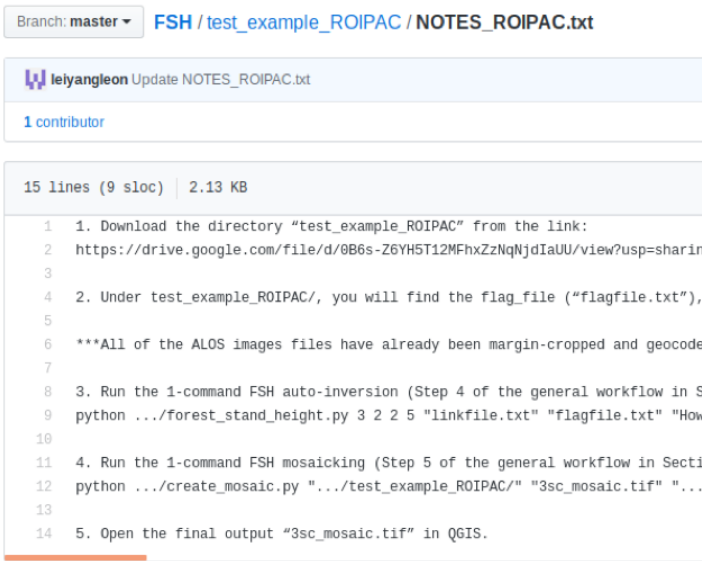 Branch: master
FSH / test_example_ROIPAC / NOTES_ROIPAC.txt
leiyangleon Update NOTES_ROIPAC.txt
1 contributor
15 lines (9 sloc) 2.13 KB
1 1. Download the directory “test_example_ROIPAC” from the link:
2 https://drive.google.com/file/d/0B6s-Z6YH5T12MFhxZzNqNjdIaUU/view?usp=sharin
3
4 2. Under test_example_ROIPAC/, you will find the flag_file (“flagfile.txt”),
5
6 ***All of the ALOS images files have already been margin-cropped and geocode
7
8 3. Run the 1-command FSH auto-inversion (Step 4 of the general workflow in S
9 python .../forest_stand_height.py 3 2 2 5 "linkfile.txt" "flagfile.txt" "How
10
11 4. Run the 1-command FSH mosaicking (Step 5 of the general workflow in Secti
12 python .../create_mosaic.py ".../test_example_ROIPAC/" "3sc_mosaic.tif" "...
13
14 5. Open the final output “3sc_mosaic.tif” in QGIS.